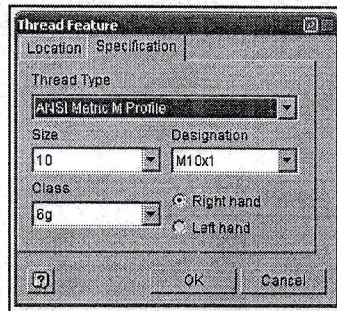 Thread Feature
Location Specification
Thread Type
ANSI Metric M Profile
Size Designation
10 M10x1
Class
6g
Right hand
Left hand
OK Cancel